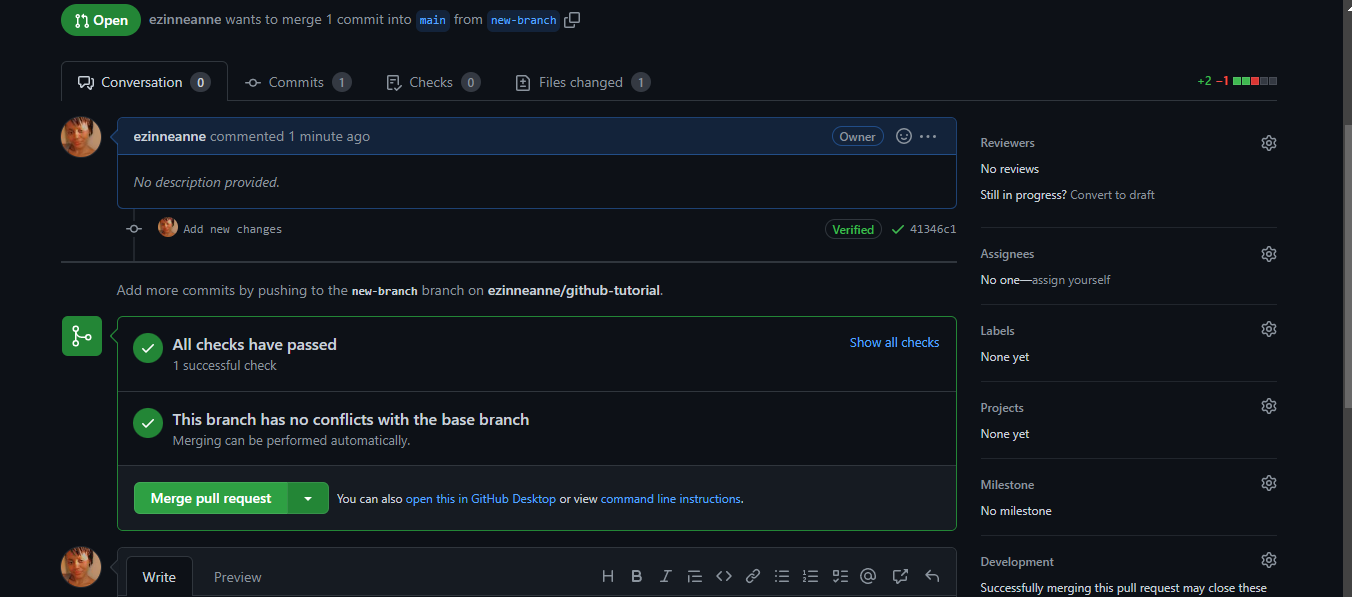 Open ezinneanne wants to merge 1 commit into main from new-branch
Conversation 0 Commits 1 Checks 0 Files changed 1 +2 −1
ezinneanne commented 1 minute ago Owner
No description provided.
Add new changes Verified 41346c1
Add more commits by pushing to the new-branch branch on ezinneanne/github-tutorial.
All checks have passed
1 successful check
Show all checks
This branch has no conflicts with the base branch
Merging can be performed automatically.
Merge pull request You can also open this in GitHub Desktop or view command line instructions.
Write Preview
Reviewers
No reviews
Still in progress? Convert to draft
Assignees
No one—assign yourself
Labels
None yet
Projects
None yet
Milestone
No milestone
Development
Successfully merging this pull request may close these